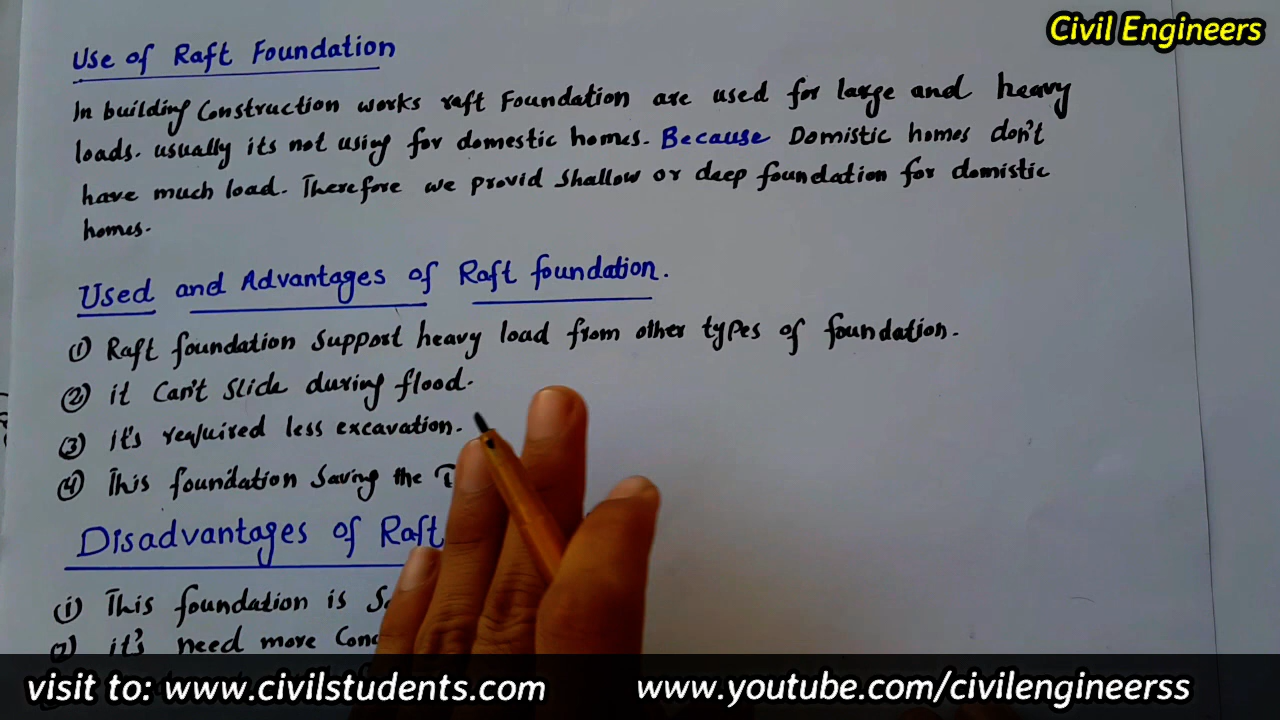 Civil Engineers
Use of Raft Foundation
In building Construction works raft Foundation are used for large and heavy
loads. usually its not using for domestic homes. Because Domistic homes don't
have much load. Therefore we provid Shallow or deep foundation for domistic
homes.
Used and Advantages of Raft foundation.
① Raft foundation Support heavy load from other types of foundation.
② it Can't Slide during flood.
③ it's required less excavation.
④ This foundation Saving the
Disadvantages of Raft
(i) This foundation is
it's need more
visit to: www.civilstudents.com www.youtube.com/civilengineerss